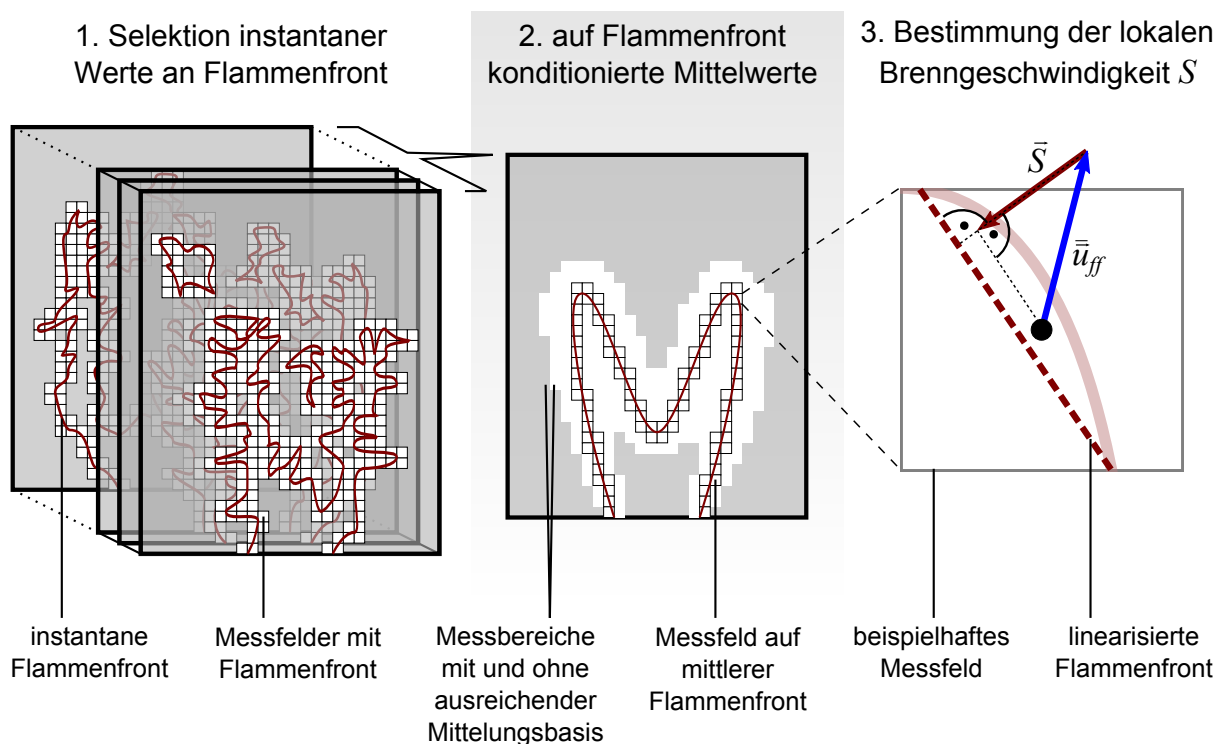 1. Selektion instantaner
Werte an Flammenfront
2. auf Flammenfront
konditionierte Mittelwerte
3. Bestimmung der lokalen
Brenngeschwindigkeit S
S⃗
u̿ff
instantane
Flammenfront
Messfelder mit
Flammenfront
Messbereiche
mit und ohne
ausreichender
Mittelungsbasis
Messfeld auf
mittlerer
Flammenfront
beispielhaftes
Messfeld
linearisierte
Flammenfront